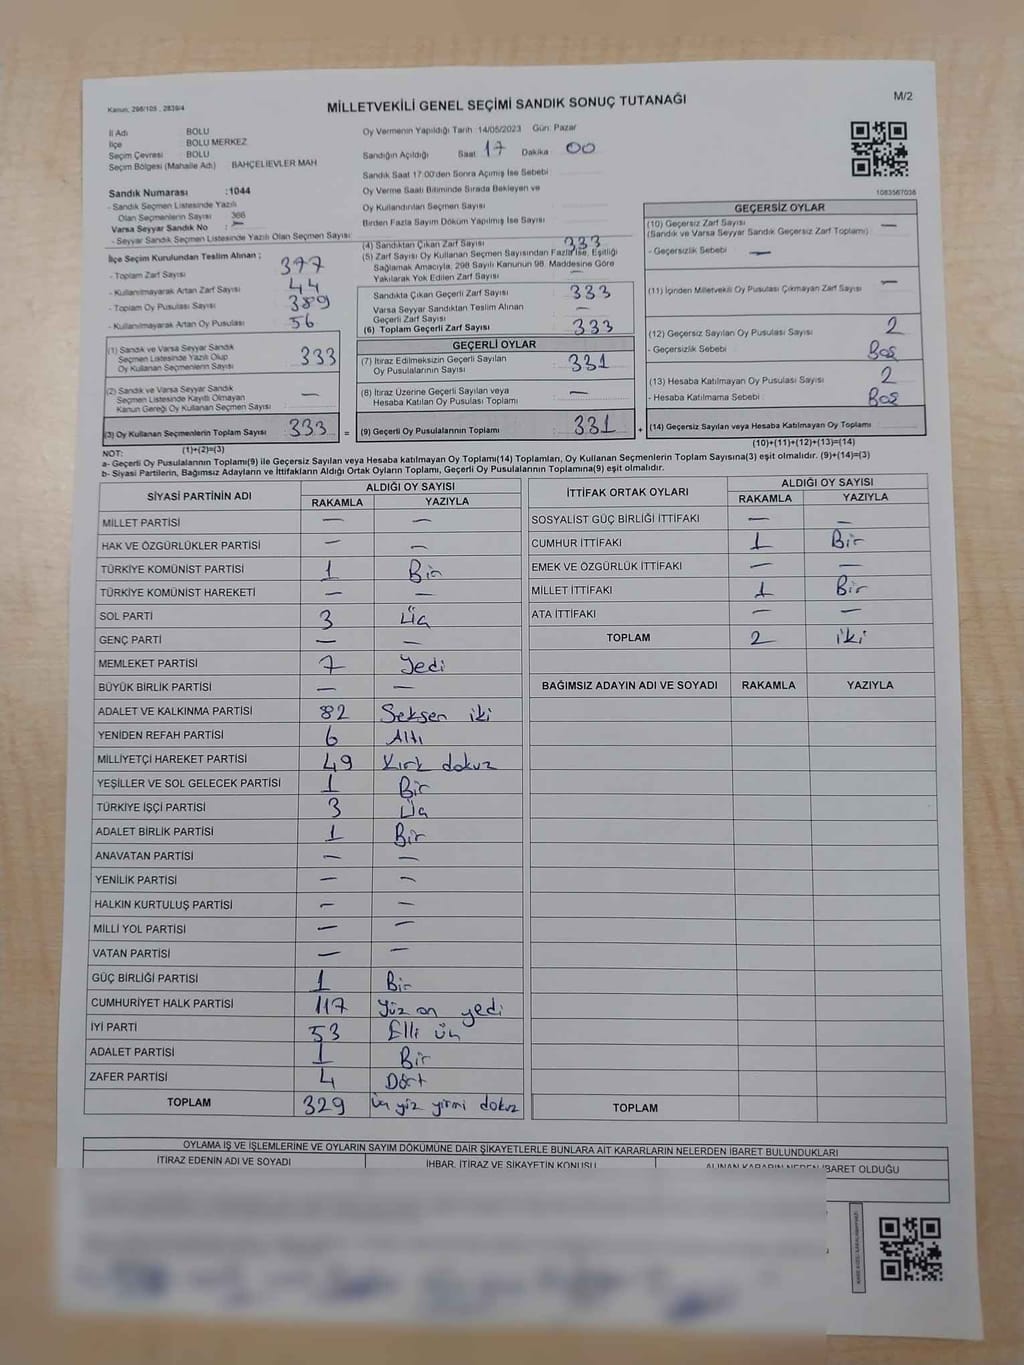 Kanun, 298/105 , 2839/4
MİLLETVEKİLİ GENEL SEÇİMİ SANDIK SONUÇ TUTANAĞI
M/2
İl Adı BOLU
İlçe BOLU MERKEZ
Seçim Çevresi BOLU
Seçim Bölgesi (Mahalle Adı) BAHÇELİEVLER MAH
Sandık Numarası :1044
- Sandık Seçmen Listesinde Yazılı
Olan Seçmenlerin Sayısı 366
Varsa Seyyar Sandık No : —
- Seyyar Sandık Seçmen Listesinde Yazılı Olan Seçmen Sayısı
İlçe Seçim Kurulundan Teslim Alınan ;
- Toplam Zarf Sayısı 377
- Kullanılmayarak Artan Zarf Sayısı 44
- Toplam Oy Pusulası Sayısı 389
- Kullanılmayarak Artan Oy Pusulası 56
(1) Sandık ve Varsa Seyyar Sandık
Seçmen Listesinde Yazılı Olup
Oy Kullanan Seçmenlerin Sayısı 333
(2) Sandık ve Varsa Seyyar Sandık
Seçmen Listesinde Kayıtlı Olmayan
Kanun Gereği Oy Kullanan Seçmen Sayısı —
(3) Oy Kullanan Seçmenlerin Toplam Sayısı 333 =
(1)+(2)=(3)
Oy Vermenin Yapıldığı Tarih :14/05/2023 Gün: Pazar
Sandığın Açıldığı Saat 17 Dakika 00
Sandık Saat 17:00'den Sonra Açımış İse Sebebi
Oy Verme Saati Bitiminde Sırada Bekleyen ve
Oy Kullandırılan Seçmen Sayısı
Birden Fazla Sayım Döküm Yapılmış İse Sayısı
(4) Sandıktan Çıkan Zarf Sayısı 333
(5) Zarf Sayısı Oy Kullanan Seçmen Sayısından Fazla İse, Eşitliği
Sağlamak Amacıyla, 298 Sayılı Kanunun 98. Maddesine Göre
Yakılarak Yok Edilen Zarf Sayısı —
Sandıkta Çıkan Geçerli Zarf Sayısı 333
Varsa Seyyar Sandıktan Teslim Alınan
Geçerli Zarf Sayısı —
(6) Toplam Geçerli Zarf Sayısı 333
GEÇERLİ OYLAR
(7) İtiraz Edilmeksizin Geçerli Sayılan
Oy Pusulalarının Sayısı 331
(8) İtiraz Üzerine Geçerli Sayılan veya
Hesaba Katılan Oy Pusulası Toplamı —
(9) Geçerli Oy Pusulalarının Toplamı 331 +
1083567036
GEÇERSİZ OYLAR
(10) Geçersiz Zarf Sayısı
(Sandık ve Varsa Seyyar Sandık Geçersiz Zarf Toplamı) —
- Geçersizlik Sebebi —
(11) İçinden Milletvekili Oy Pusulası Çıkmayan Zarf Sayısı —
(12) Geçersiz Sayılan Oy Pusulası Sayısı 2
- Geçersizlik Sebebi Boş
(13) Hesaba Katılmayan Oy Pusulası Sayısı 2
- Hesaba Katılmama Sebebi Boş
(14) Geçersiz Sayılan veya Hesaba Katılmayan Oy Toplamı
(10)+(11)+(12)+(13)=(14)
NOT:
a- Geçerli Oy Pusulalarının Toplamı(9) ile Geçersiz Sayılan veya Hesaba katılmayan Oy Toplamı(14) Toplamları, Oy Kullanan Seçmenlerin Toplam Sayısına(3) eşit olmalıdır. (9)+(14)=(3)
b- Siyasi Partilerin, Bağımsız Adayların ve İttifakların Aldığı Ortak Oyların Toplamı, Geçerli Oy Pusulalarının Toplamına(9) eşit olmalıdır.
SİYASİ PARTİNİN ADI ALDIĞI OY SAYISI
RAKAMLA YAZIYLA
MİLLET PARTİSİ — —
HAK VE ÖZGÜRLÜKLER PARTİSİ — —
TÜRKİYE KOMÜNİST PARTİSİ 1 Bir
TÜRKİYE KOMÜNİST HAREKETİ — —
SOL PARTİ 3 Üç
GENÇ PARTİ — —
MEMLEKET PARTİSİ 7 Yedi
BÜYÜK BİRLİK PARTİSİ — —
ADALET VE KALKINMA PARTİSİ 82 Seksen iki
YENİDEN REFAH PARTİSİ 6 Altı
MİLLİYETÇİ HAREKET PARTİSİ 49 Kırk dokuz
YEŞİLLER VE SOL GELECEK PARTİSİ 1 Bir
TÜRKİYE İŞÇİ PARTİSİ 3 Üç
ADALET BİRLİK PARTİSİ 1 Bir
ANAVATAN PARTİSİ — —
YENİLİK PARTİSİ — —
HALKIN KURTULUŞ PARTİSİ — —
MİLLİ YOL PARTİSİ — —
VATAN PARTİSİ — —
GÜÇ BİRLİĞİ PARTİSİ 1 Bir
CUMHURİYET HALK PARTİSİ 117 Yüz on yedi
İYİ PARTİ 53 Elli üç
ADALET PARTİSİ 1 Bir
ZAFER PARTİSİ 4 Dört
TOPLAM 329 Üç yüz yirmi dokuz
İTTİFAK ORTAK OYLARI ALDIĞI OY SAYISI
RAKAMLA YAZIYLA
SOSYALİST GÜÇ BİRLİĞİ İTTİFAKI — —
CUMHUR İTTİFAKI 1 Bir
EMEK VE ÖZGÜRLÜK İTTİFAKI — —
MİLLET İTTİFAKI 1 Bir
ATA İTTİFAKI — —
TOPLAM 2 iki
BAĞIMSIZ ADAYIN ADI VE SOYADI RAKAMLA YAZIYLA
TOPLAM
OYLAMA İŞ VE İŞLEMLERİNE VE OYLARIN SAYIM DÖKÜMÜNE DAİR ŞİKAYETLERLE BUNLARA AİT KARARLARIN NELERDEN İBARET BULUNDUKLARI
İTİRAZ EDENİN ADI VE SOYADI İHBAR, İTİRAZ VE ŞİKAYETİN KONUSU ALINAN KARARIN NEDEN İBARET OLDUĞU